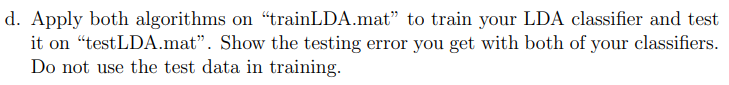 d. Apply both algorithms on “trainLDA.mat” to train your LDA classifier and test
it on “testLDA.mat”. Show the testing error you get with both of your classifiers.
Do not use the test data in training.